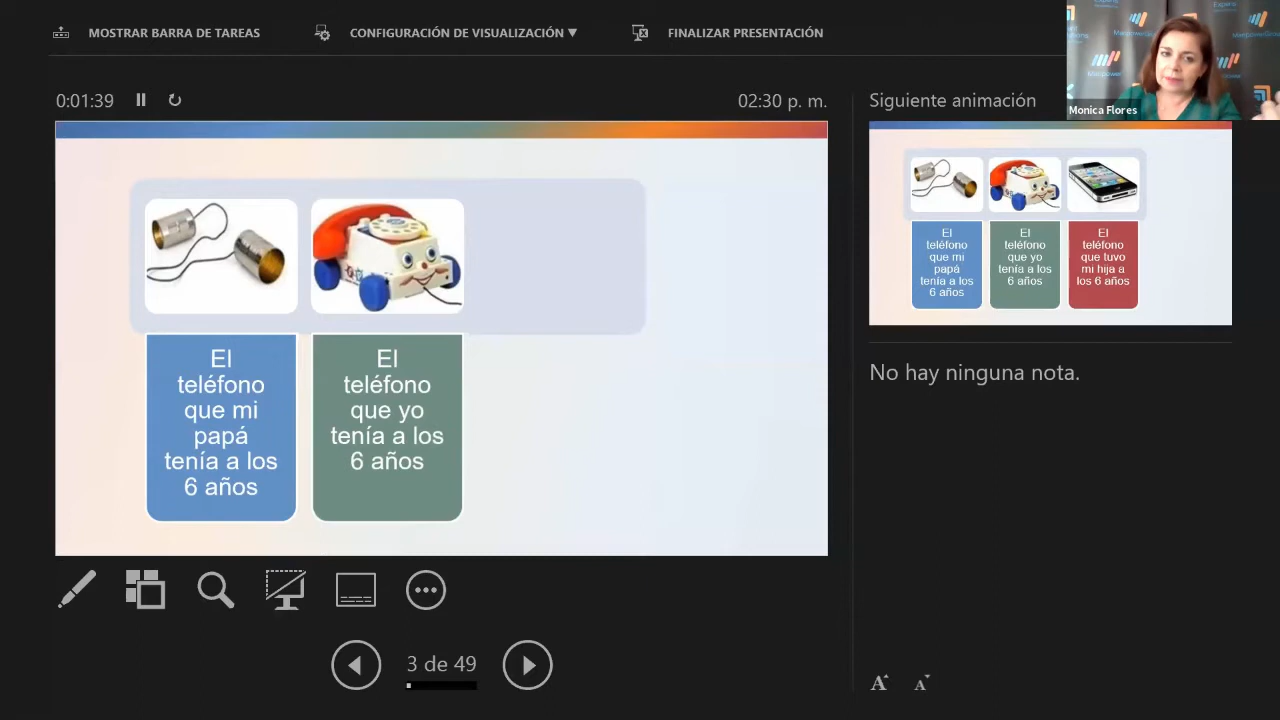 MOSTRAR BARRA DE TAREAS
CONFIGURACIÓN DE VISUALIZACIÓN ▼
FINALIZAR PRESENTACIÓN
Manpower
Monica Flores
0:01:39
02:30 p. m.
Siguiente animación
El
teléfono
que mi
papá
tenía a los
6 años
El
teléfono
que yo
tenía a los
6 años
El
teléfono
que mi
papá
tenía a los
6 años
El
teléfono
que yo
tenía a los
6 años
El
teléfono
que tuvo
mi hija a
los 6 años
No hay ninguna nota.
3 de 49
A A